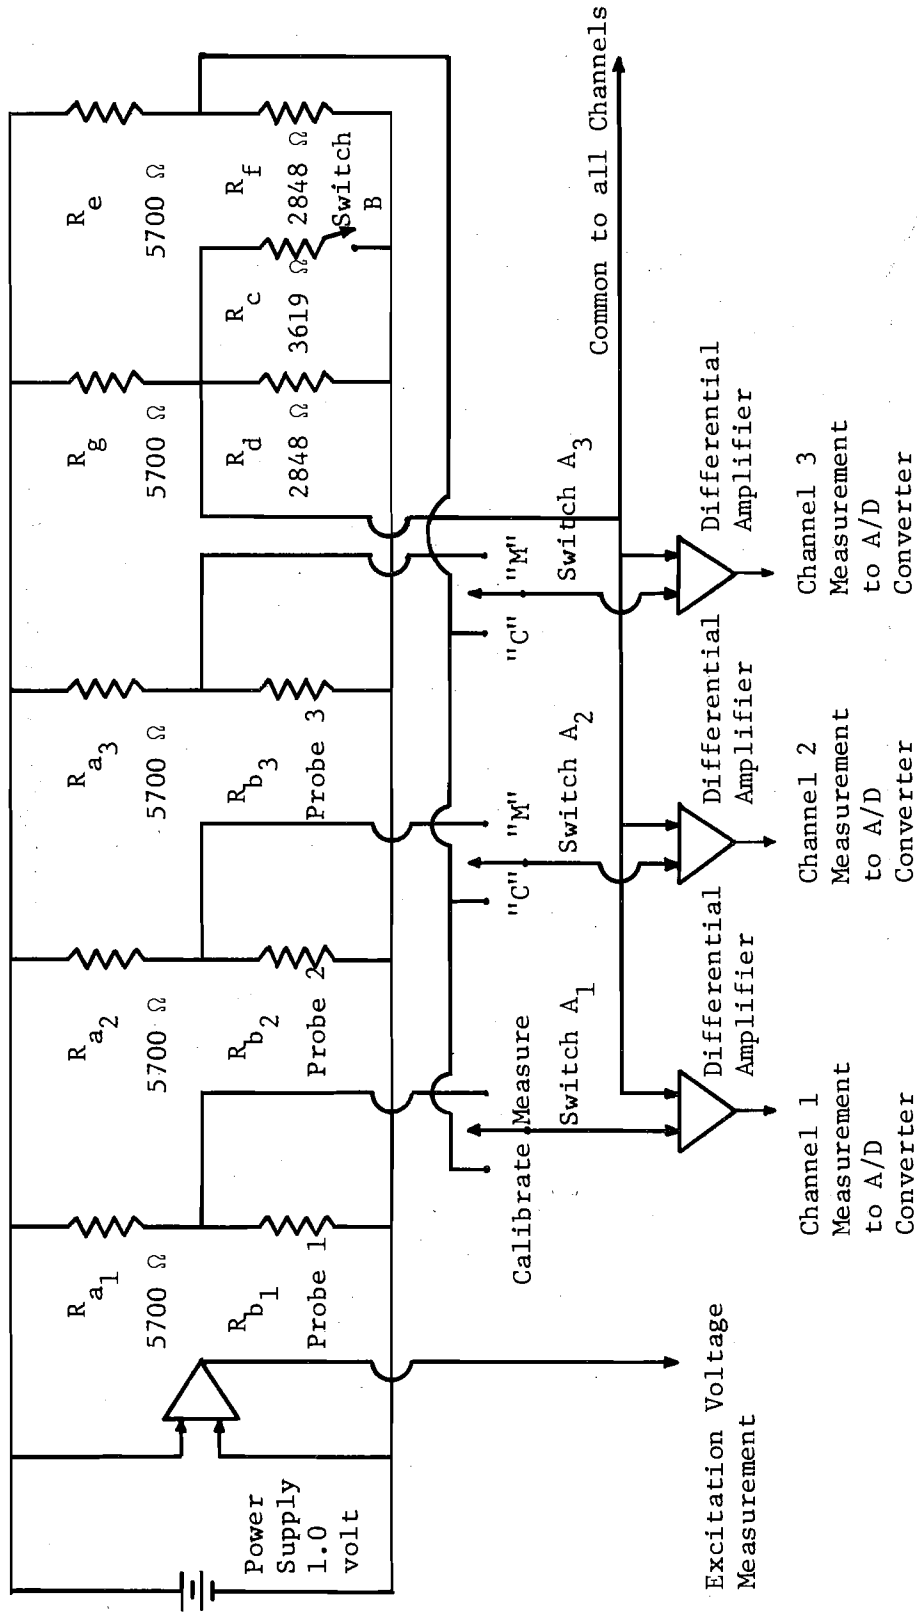 R_e
5700 Ω
R_f
2848 Ω
Switch
B
R_c
3619 Ω
R_g
5700 Ω
R_d
2848 Ω
R_a3
5700 Ω
R_b3
Probe 3
R_a2
5700 Ω
R_b2
Probe 2
R_a1
5700 Ω
R_b1
Probe 1
Power
Supply
1.0
volt
Excitation Voltage
Measurement
Calibrate Measure
Switch A_1
"C" "M"
Switch A_2
"C" "M"
Switch A_3
Common to all Channels
Differential
Amplifier
Differential
Amplifier
Differential
Amplifier
Channel 1
Measurement
to A/D
Converter
Channel 2
Measurement
to A/D
Converter
Channel 3
Measurement
to A/D
Converter